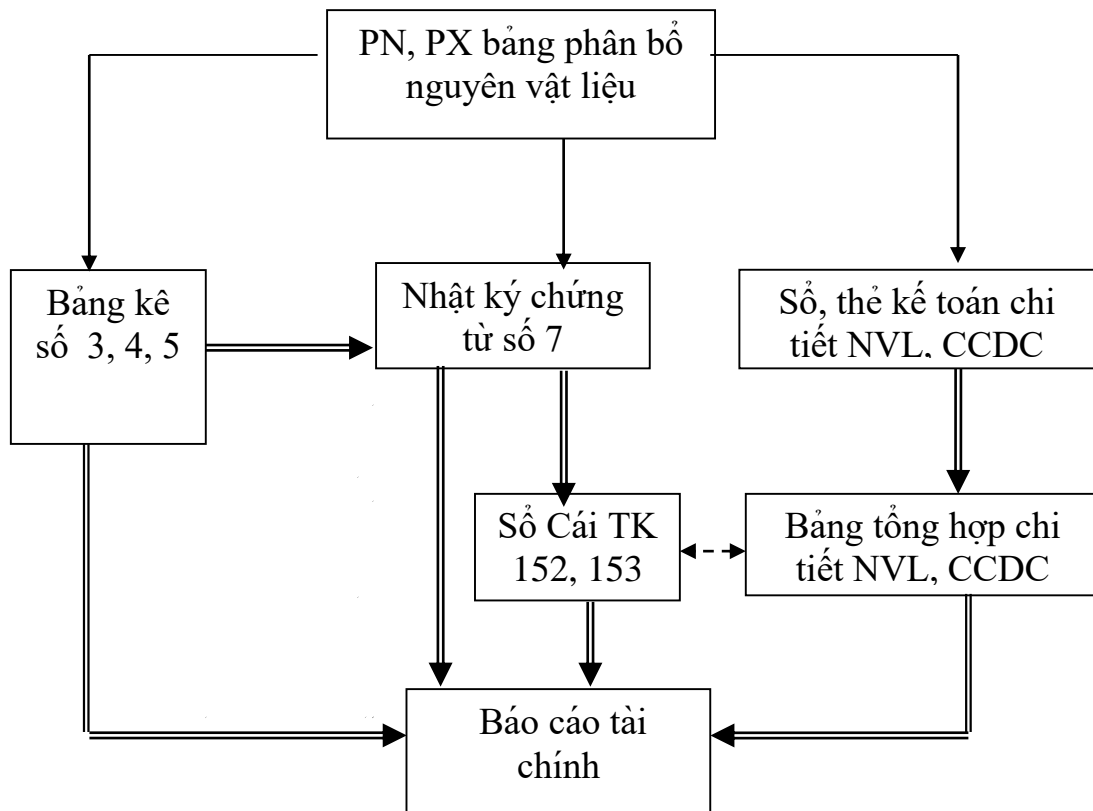 PN, PX bảng phân bổ
nguyên vật liệu
Bảng kê
số 3, 4, 5
Nhật ký chứng
từ số 7
Sổ, thẻ kế toán chi
tiết NVL, CCDC
Sổ Cái TK
152, 153
Bảng tổng hợp chi
tiết NVL, CCDC
Báo cáo tài
chính